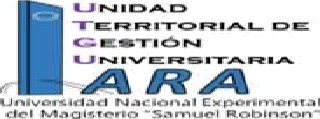 UNIDAD
TERRITORIAL DE
GESTIÓN
UNIVERSITARIA
ARA
Universidad Nacional Experimental
del Magisterio "Samuel Robinson"